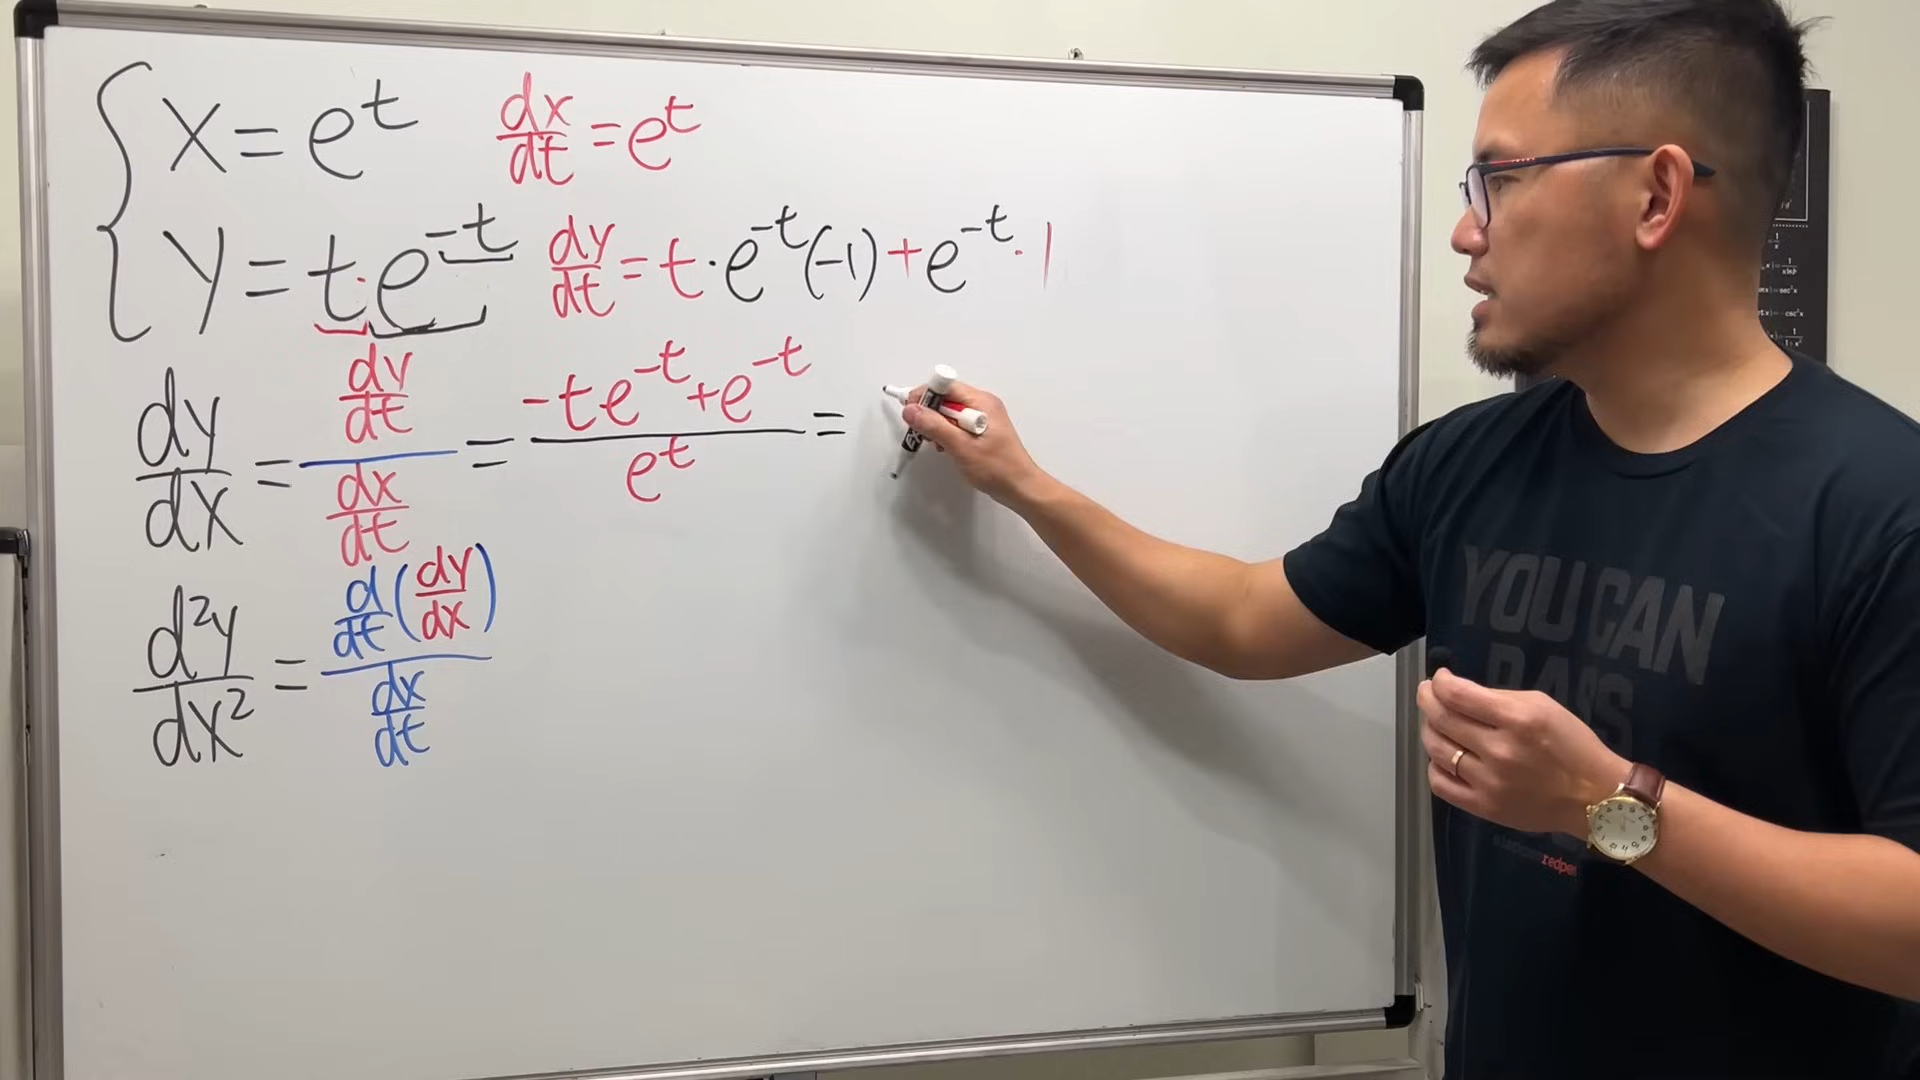 x = e^t dx/dt = e^t
y = t · e^-t dy/dt = t · e^-t (-1) + e^-t · 1
dy/dx = (dy/dt)/(dx/dt) = (-te^-t + e^-t)/e^t =
d²y/dx² = (d/dt (dy/dx))/(dx/dt)
YOU CAN